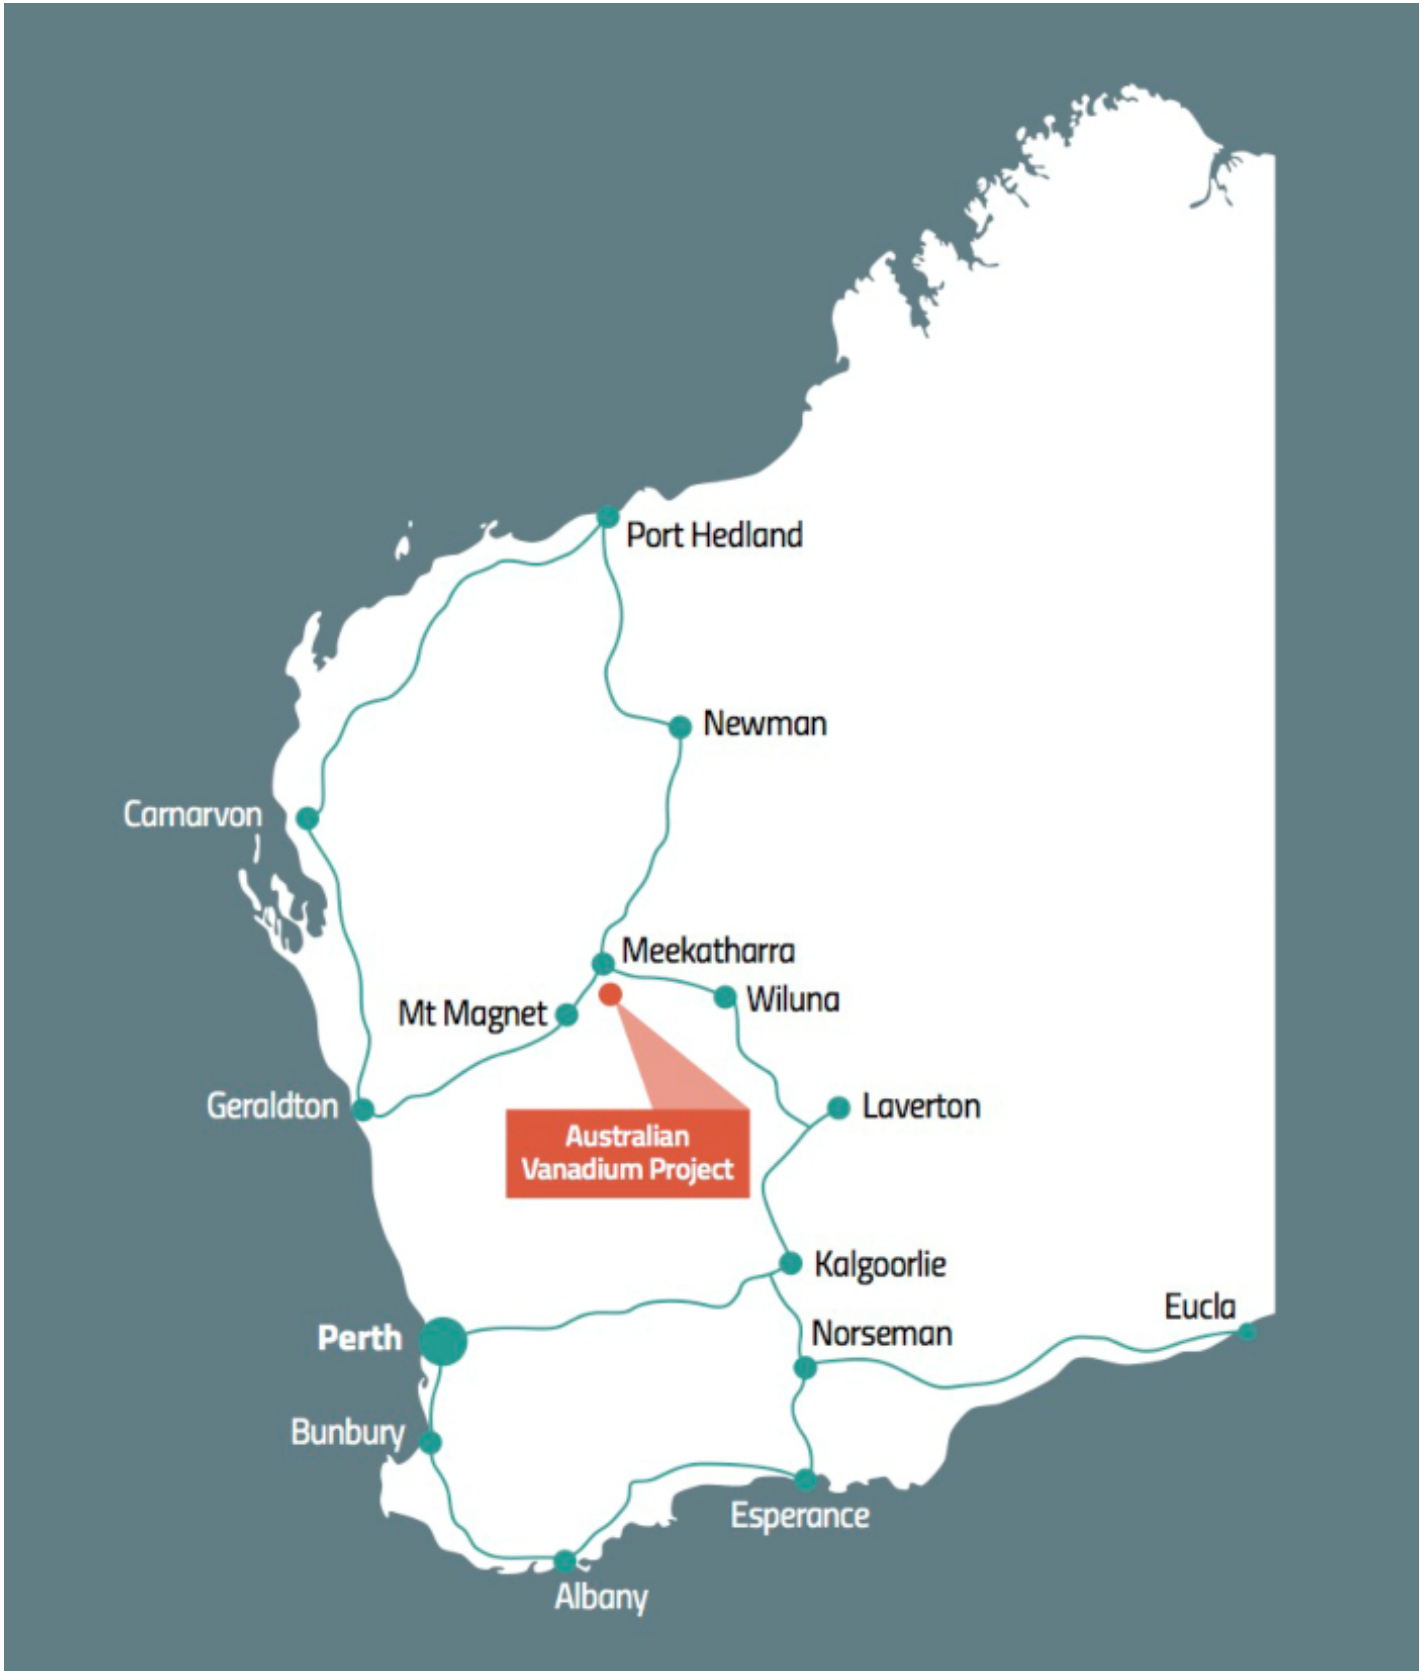 Port Hedland
Newman
Carnarvon
Meekatharra
Wiluna
Mt Magnet
Geraldton
Laverton
Australian
Vanadium Project
Kalgoorlie
Eucla
Perth
Norseman
Bunbury
Esperance
Albany